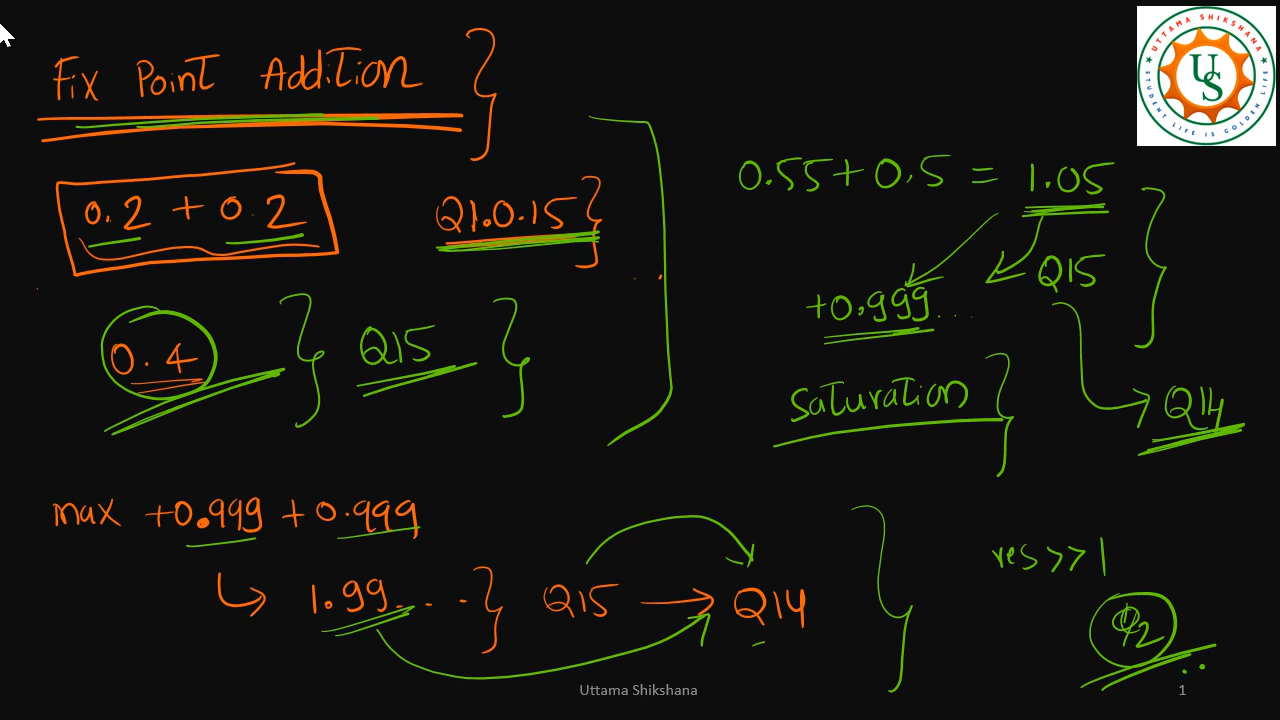 Fix Point Addition
0.2 + 0.2 Q1.0.15
0.4 Q15
max +0.999 + 0.999
1.99... Q15 → Q14
0.55 + 0.5 = 1.05
Q15
+0.999...
saturation
Q14
res >> 1
UTTAMA SHIKSHANA
US
STUDENT LIFE IS GOLDEN LIFE
Uttama Shikshana
1